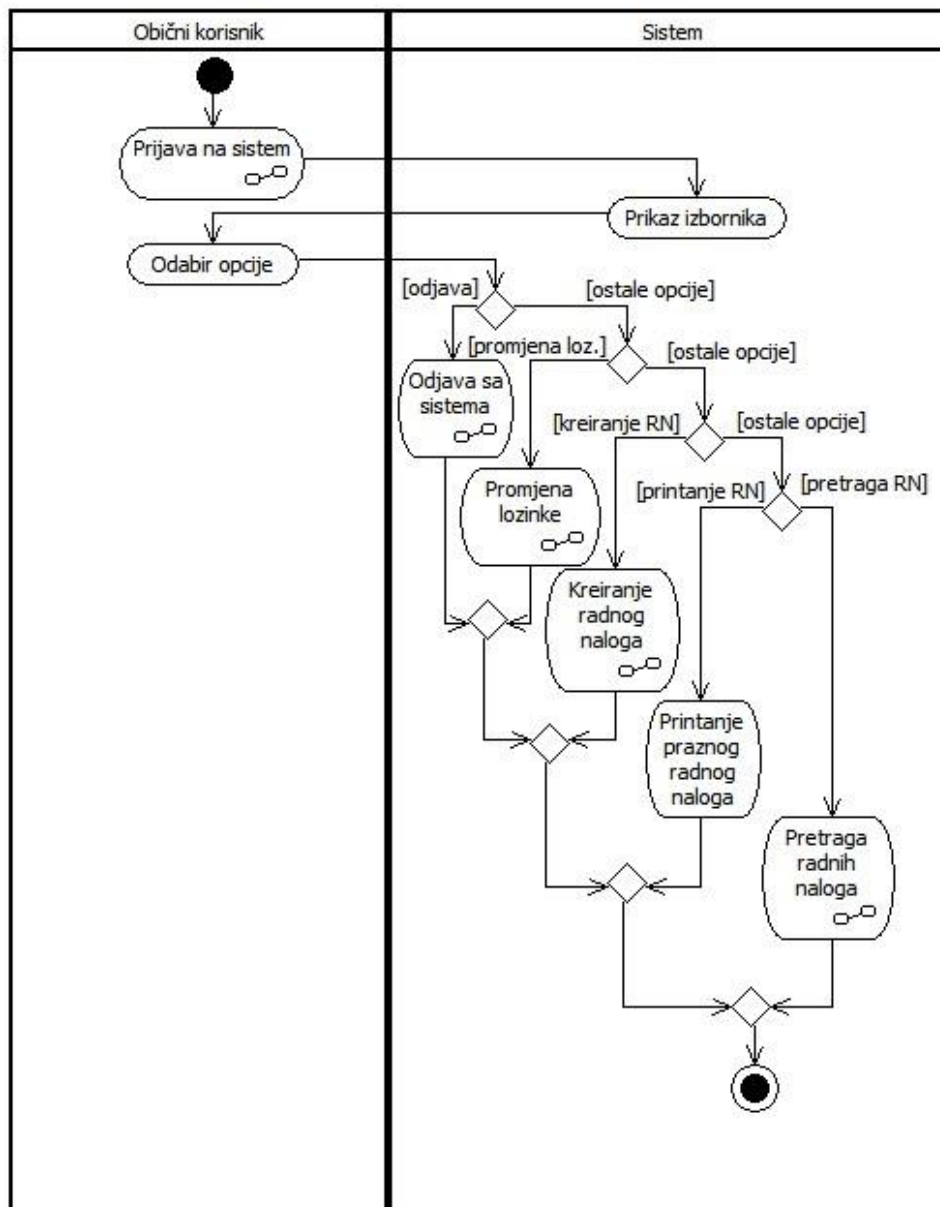 Obični korisnik
Sistem
Prijava na sistem
Prikaz izbornika
Odabir opcije
[odjava]
[ostale opcije]
[promjena loz.]
[ostale opcije]
Odjava sa
sistema
[kreiranje RN]
[ostale opcije]
Promjena
lozinke
[printanje RN]
[pretraga RN]
Kreiranje
radnog
naloga
Printanje
praznog
radnog
naloga
Pretraga
radnih
naloga